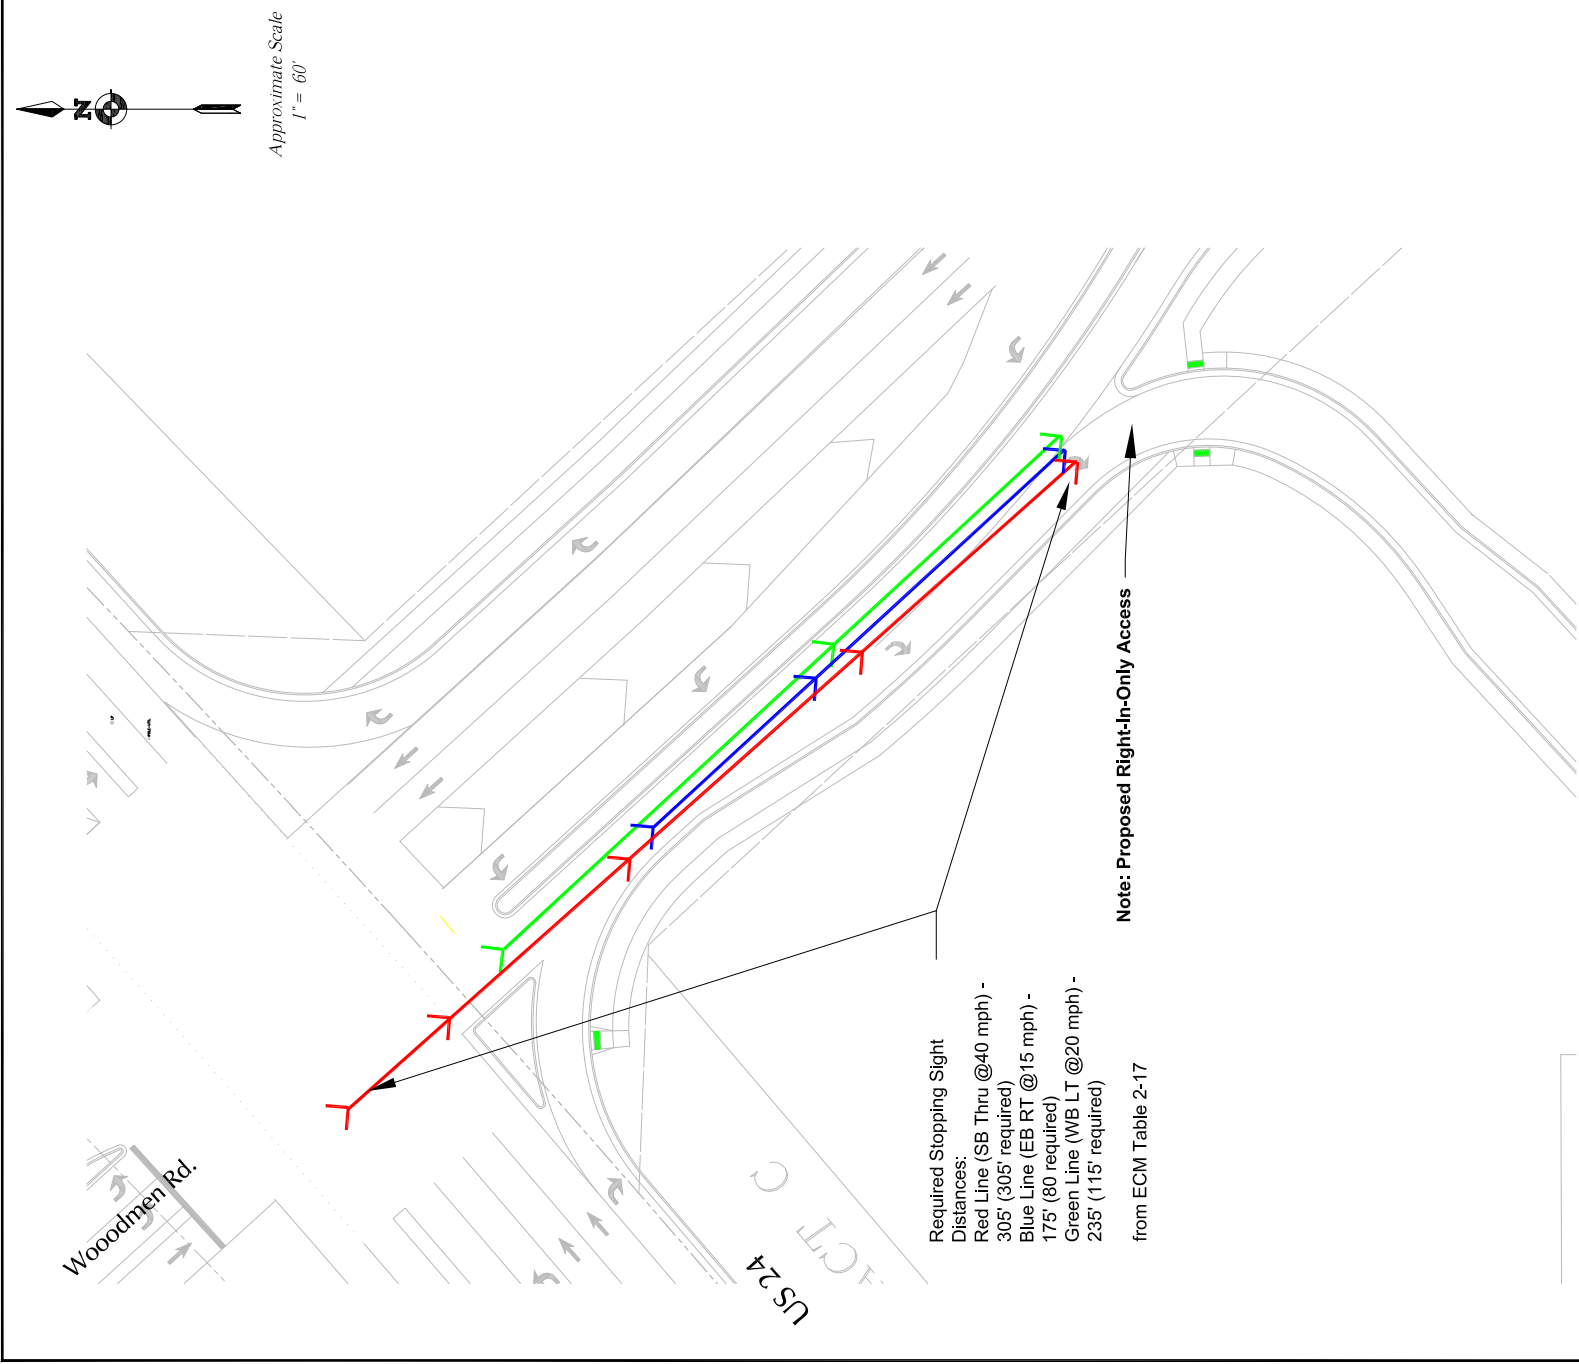 N
Approximate Scale
1" = 60'
Wooodmen Rd.
US 24
ACT C
Required Stopping Sight
Distances:
Red Line (SB Thru @40 mph) -
305' (305' required)
Blue Line (EB RT @15 mph) -
175' (80 required)
Green Line (WB LT @20 mph) -
235' (115' required)
from ECM Table 2-17
Note: Proposed Right-In-Only Access